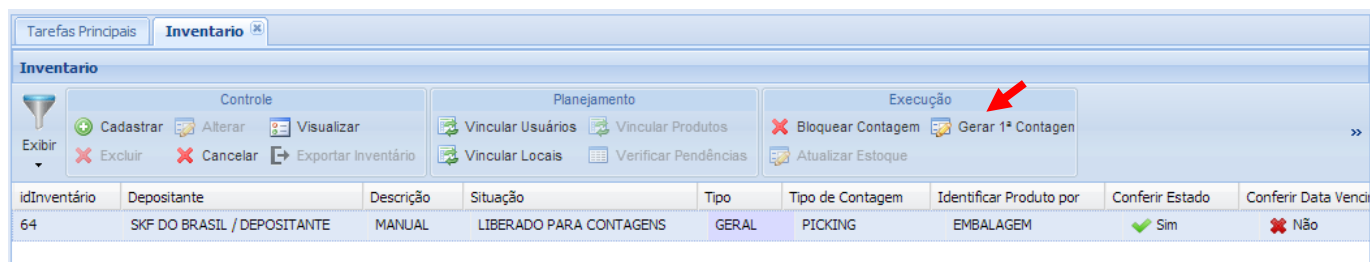 Tarefas Principais Inventario
Inventario
Exibir
Controle
Cadastrar Alterar Visualizar
Excluir Cancelar Exportar Inventário
Planejamento
Vincular Usuários Vincular Produtos
Vincular Locais Verificar Pendências
Execução
Bloquear Contagem Gerar 1ª Contagen
Atualizar Estoque
»
idInventário Depositante Descrição Situação Tipo Tipo de Contagem Identificar Produto por Conferir Estado Conferir Data Venci
64 SKF DO BRASIL / DEPOSITANTE MANUAL LIBERADO PARA CONTAGENS GERAL PICKING EMBALAGEM Sim Não